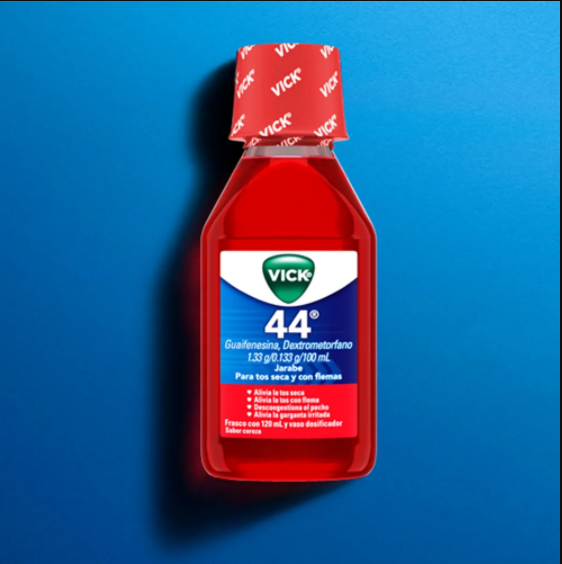 VICK®
VICK®
VICK®
VICK®
VICK®
44®
Guaifenesina, Dextrometorfano
1.33 g/0.133 g/100 mL
Jarabe
Para tos seca y con flemas
Alivia la tos seca
Alivia la tos con flema
Descongestiona el pecho
Alivia la garganta irritada
Frasco con 120 mL y vaso dosificador
Sabor cereza